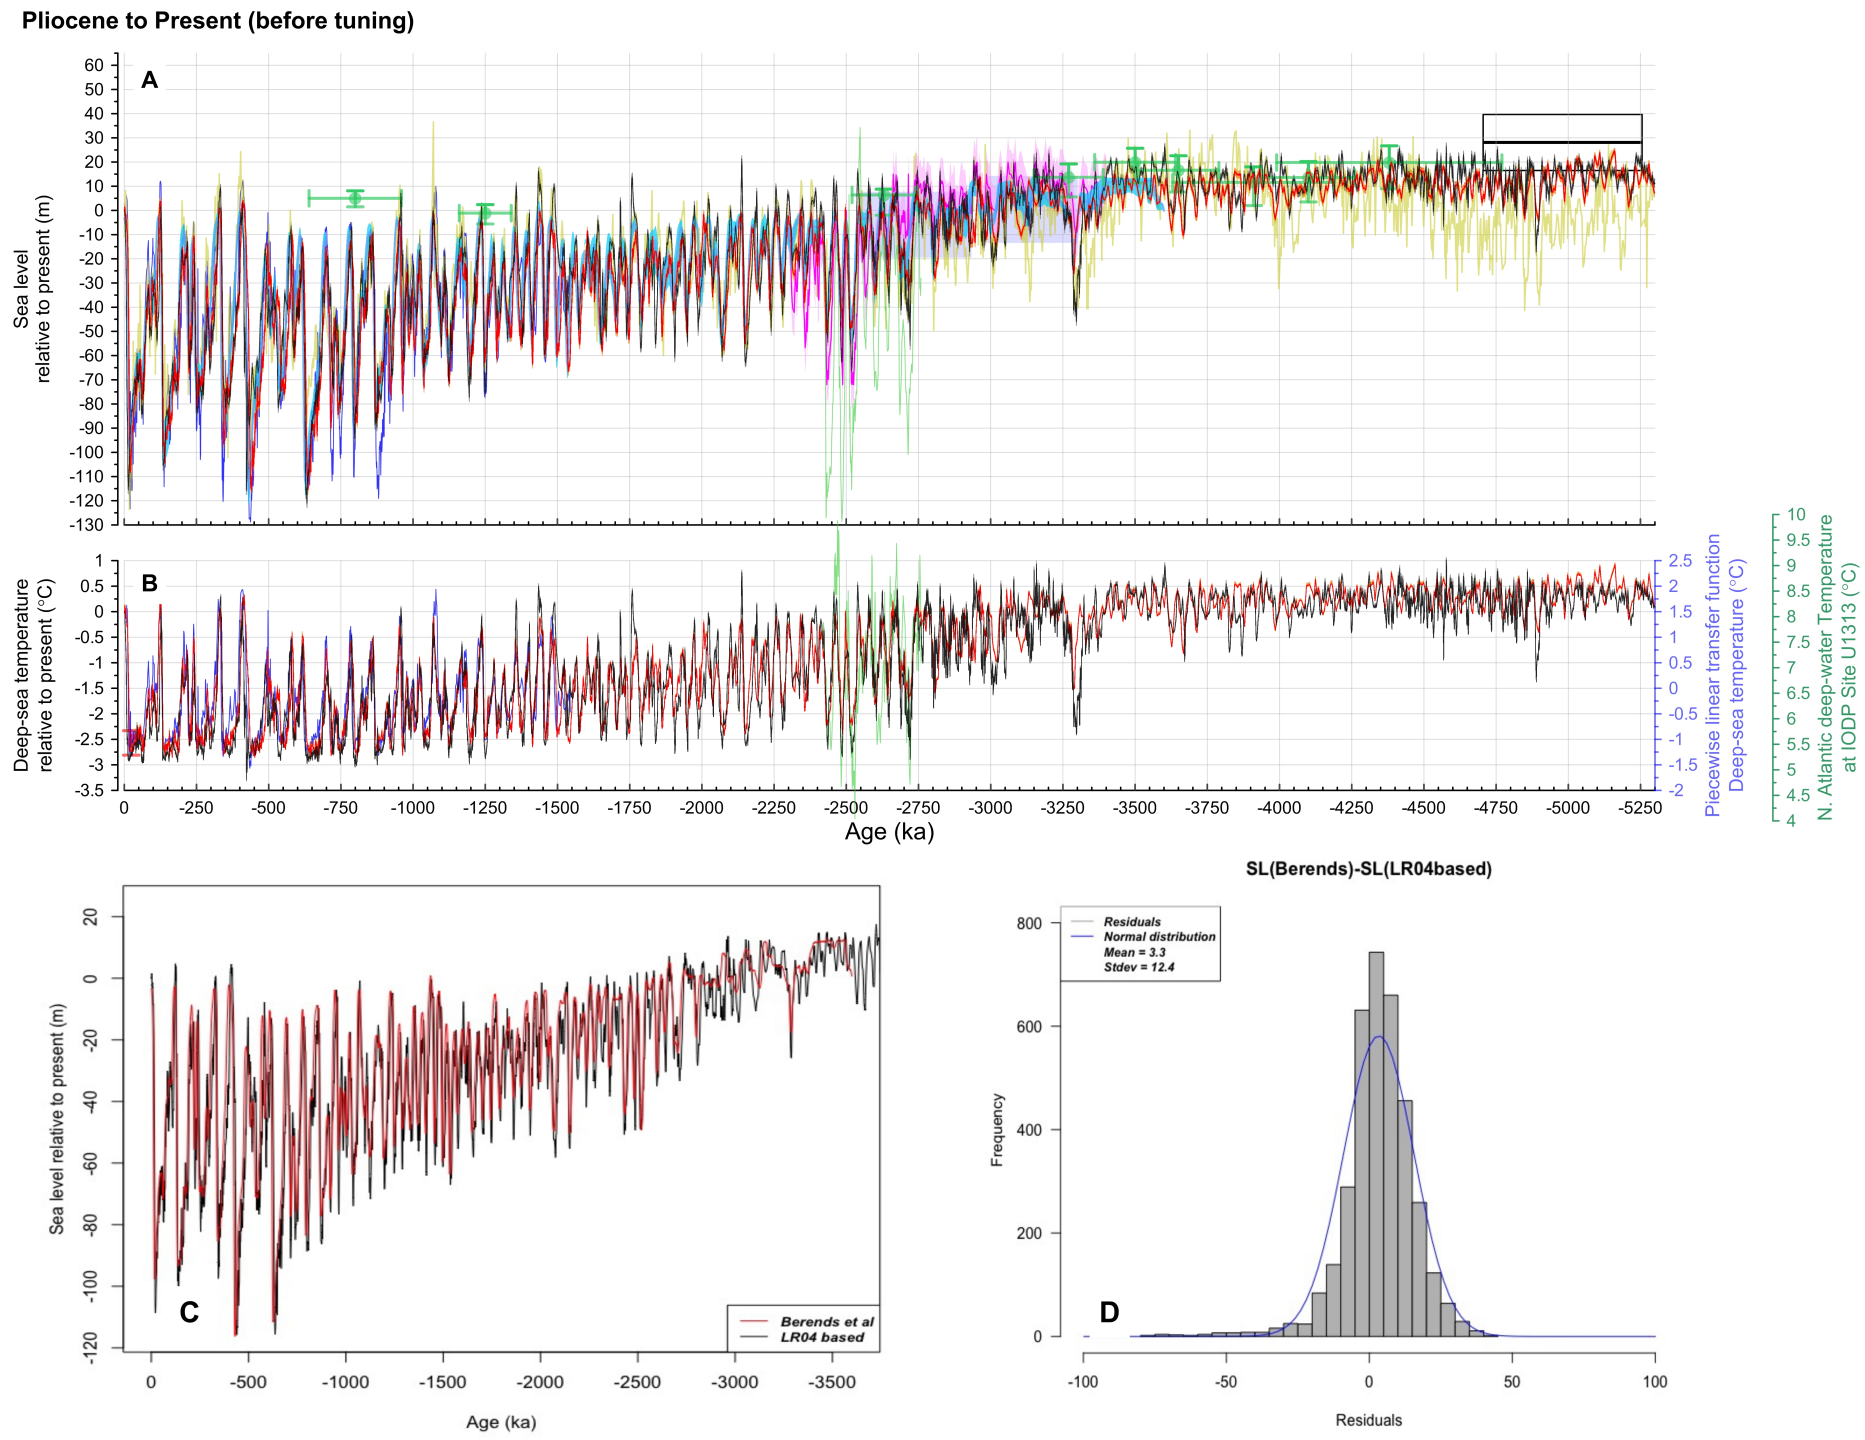 Pliocene to Present (before tuning)
A
Sea level
relative to present (m)
60
50
40
30
20
10
0
-10
-20
-30
-40
-50
-60
-70
-80
-90
-100
-110
-120
-130
B
Deep-sea temperature
relative to present (°C)
1
0.5
0
-0.5
-1
-1.5
-2
-2.5
-3
-3.5
2.5
2
1.5
1
0.5
0
-0.5
-1
-1.5
-2
Piecewise linear transfer function
Deep-sea temperature (°C)
10
9.5
9
8.5
8
7.5
7
6.5
6
5.5
5
4.5
4
N. Atlantic deep-water Temperature
at IODP Site U1313 (°C)
0 -250 -500 -750 -1000 -1250 -1500 -1750 -2000 -2250 -2500 -2750 -3000 -3250 -3500 -3750 -4000 -4250 -4500 -4750 -5000 -5250
Age (ka)
C
Sea level relative to present (m)
20
0
-20
-40
-60
-80
-100
-120
Berends et al
LR04 based
0 -500 -1000 -1500 -2000 -2500 -3000 -3500
Age (ka)
SL(Berends)-SL(LR04based)
Residuals
Normal distribution
Mean = 3.3
Stdev = 12.4
D
Frequency
800
600
400
200
0
-100 -50 0 50 100
Residuals